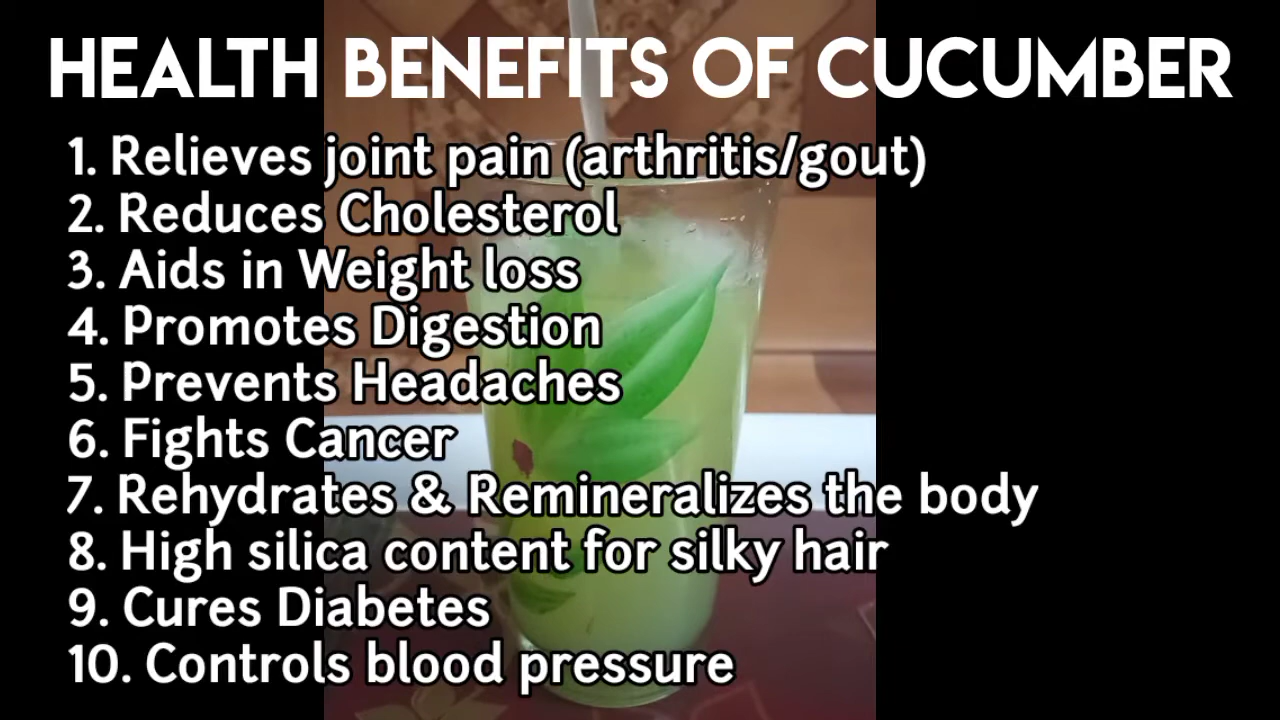 HEALTH BENEFITS OF CUCUMBER
1. Relieves joint pain (arthritis/gout)
2. Reduces Cholesterol
3. Aids in Weight loss
4. Promotes Digestion
5. Prevents Headaches
6. Fights Cancer
7. Rehydrates & Remineralizes the body
8. High silica content for silky hair
9. Cures Diabetes
10. Controls blood pressure